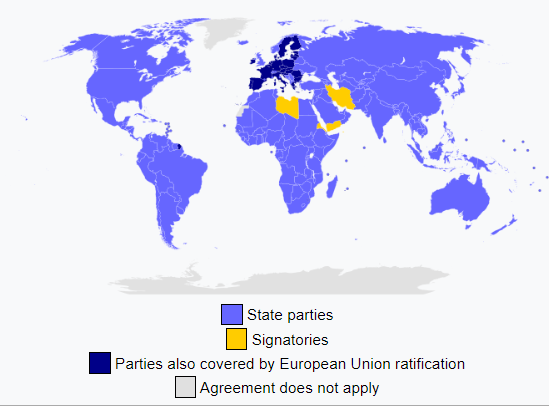 State parties
Signatories
Parties also covered by European Union ratification
Agreement does not apply